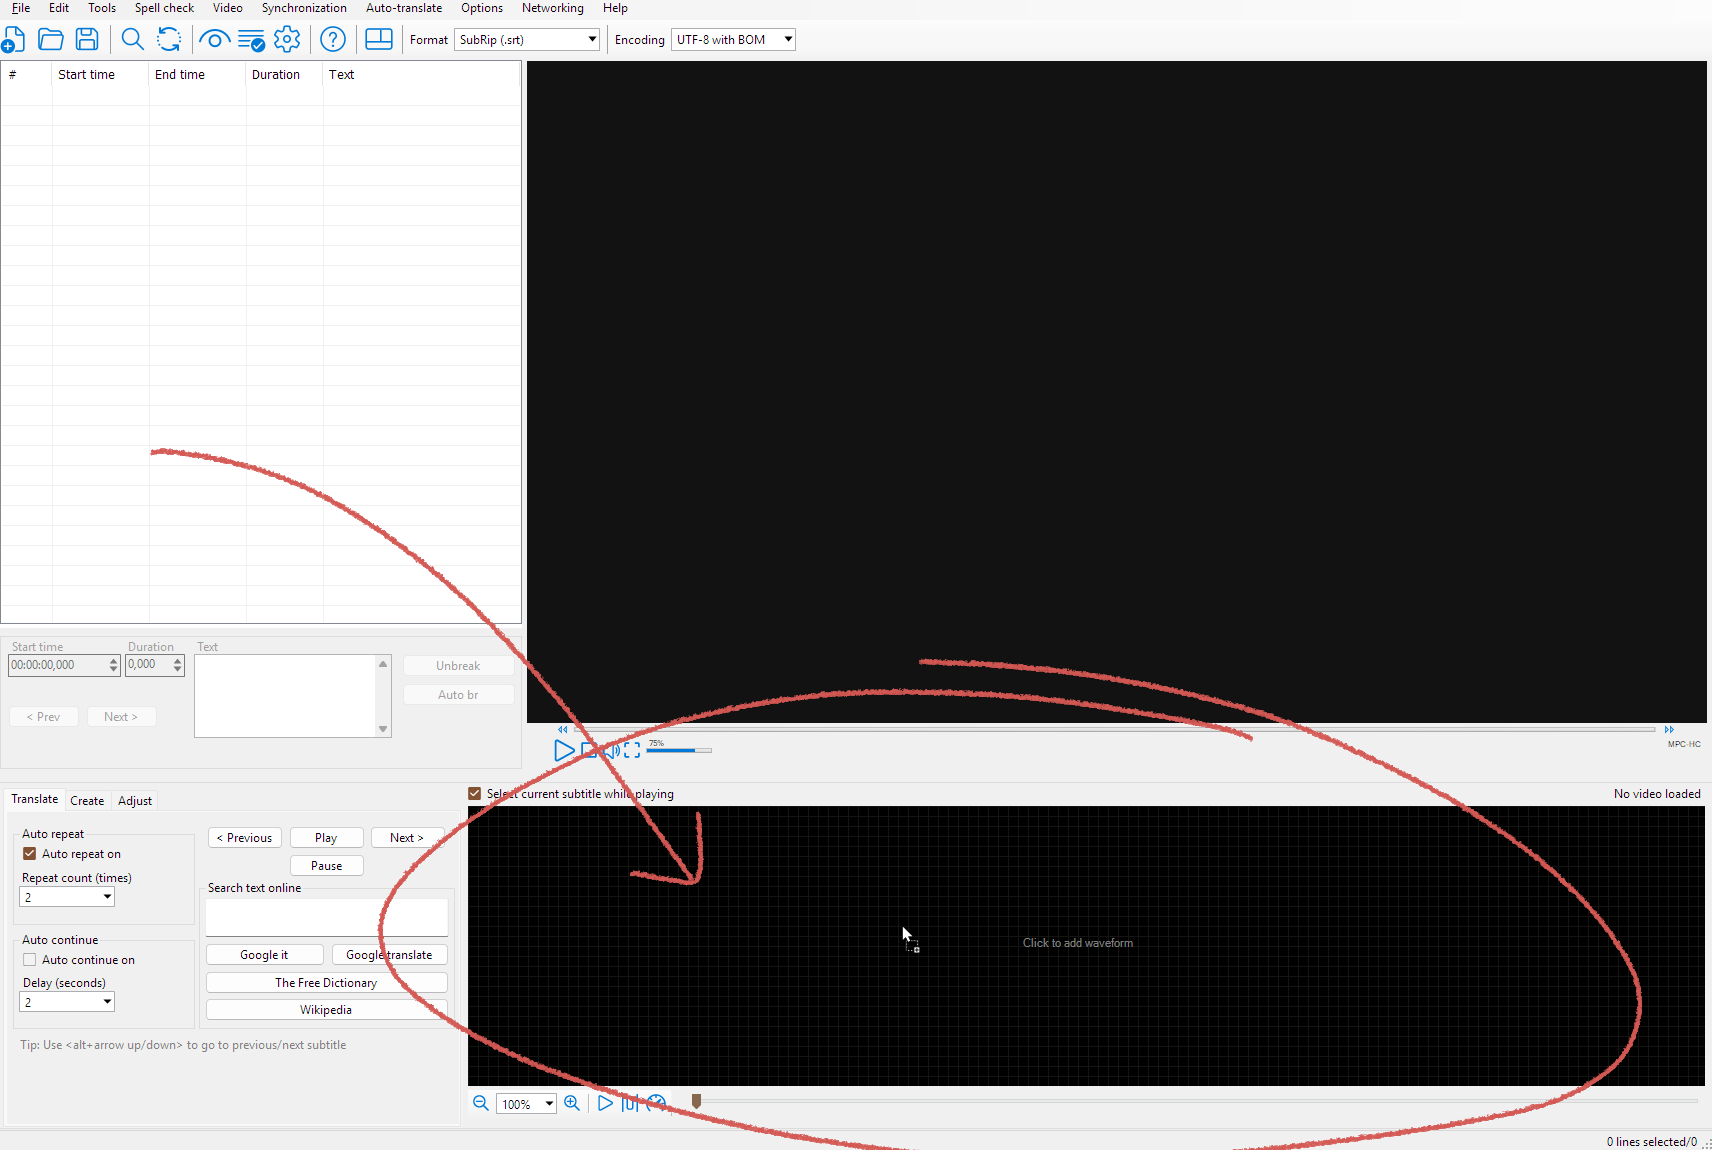 File Edit Tools Spell check Video Synchronization Auto-translate Options Networking Help
Format SubRip (.srt) Encoding UTF-8 with BOM
# Start time End time Duration Text
Start time Duration Text
00:00:00,000 0,000
Unbreak
Auto br
< Prev Next >
75%
MPC-HC
Translate Create Adjust
Select current subtitle while playing
No video loaded
Auto repeat
Auto repeat on
Repeat count (times)
2
Auto continue
Auto continue on
Delay (seconds)
2
< Previous Play Next >
Pause
Search text online
Google it Google translate
The Free Dictionary
Wikipedia
Tip: Use <alt+arrow up/down> to go to previous/next subtitle
Click to add waveform
100%
0 lines selected/0